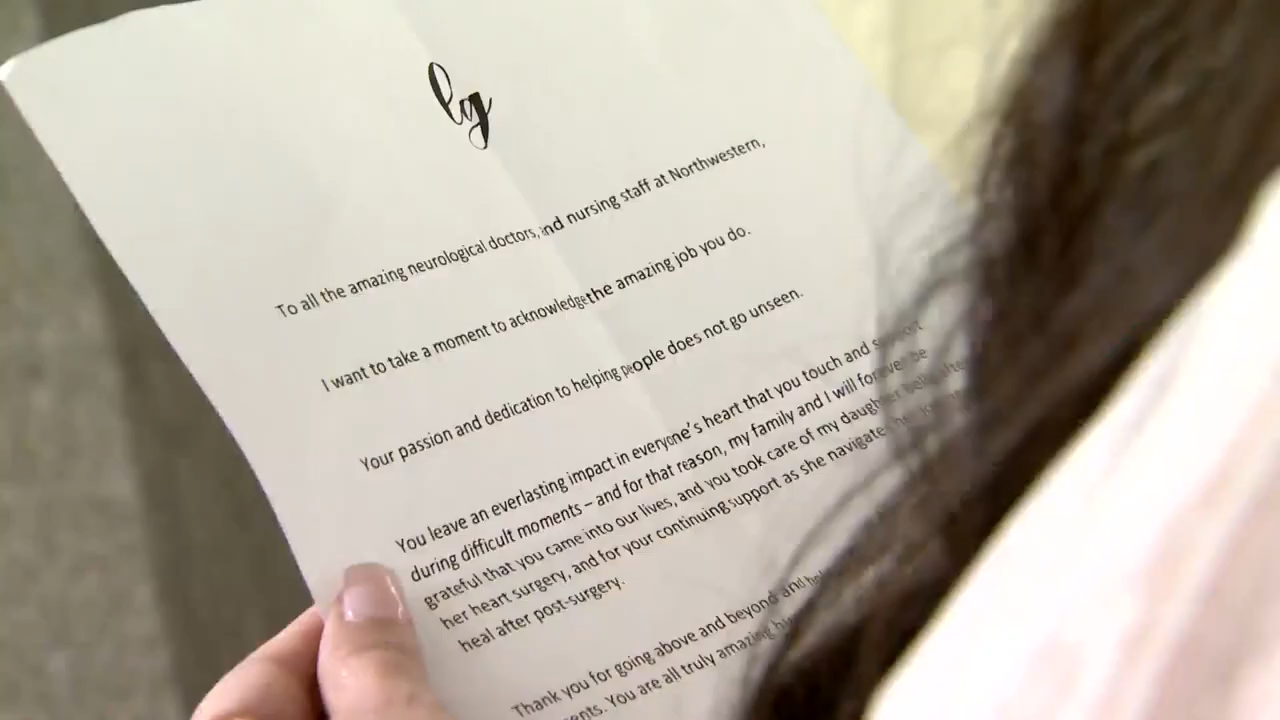 lg
To all the amazing neurological doctors, and nursing staff at Northwestern,
I want to take a moment to acknowledge the amazing job you do.
Your passion and dedication to helping people does not go unseen.
You leave an everlasting impact in everyone's heart that you touch and support
during difficult moments – and for that reason, my family and I will forever be
grateful that you came into our lives, and you took care of my daughter
her heart surgery, and for your continuing support as she navigates
heal after post-surgery.
Thank you for going above and beyond and
You are all truly amazing